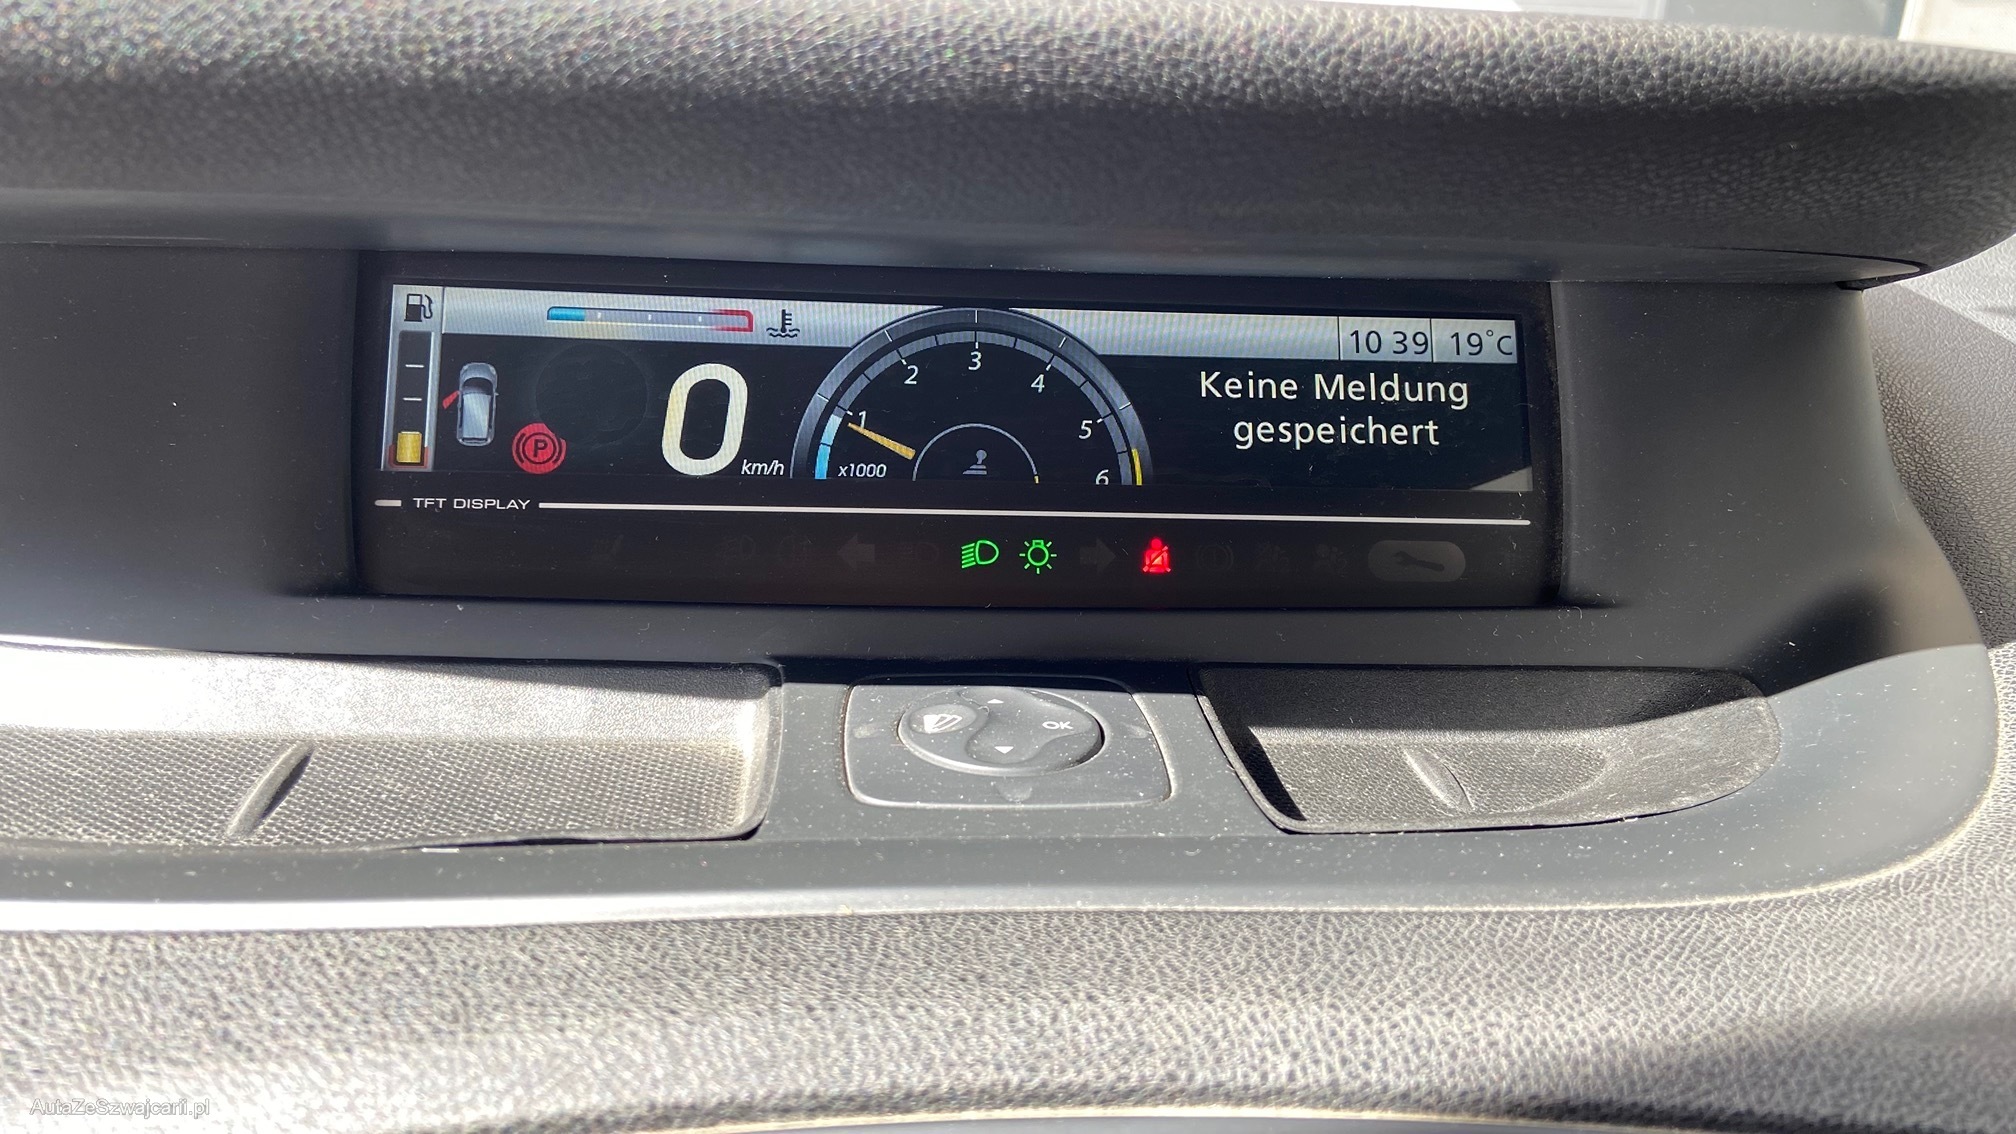 10 39 19°C
Keine Meldung
gespeichert
0 km/h
1 2 3 4 5 6
x1000
P
TFT DISPLAY
OK
AutaZeSzwajcarii.pl